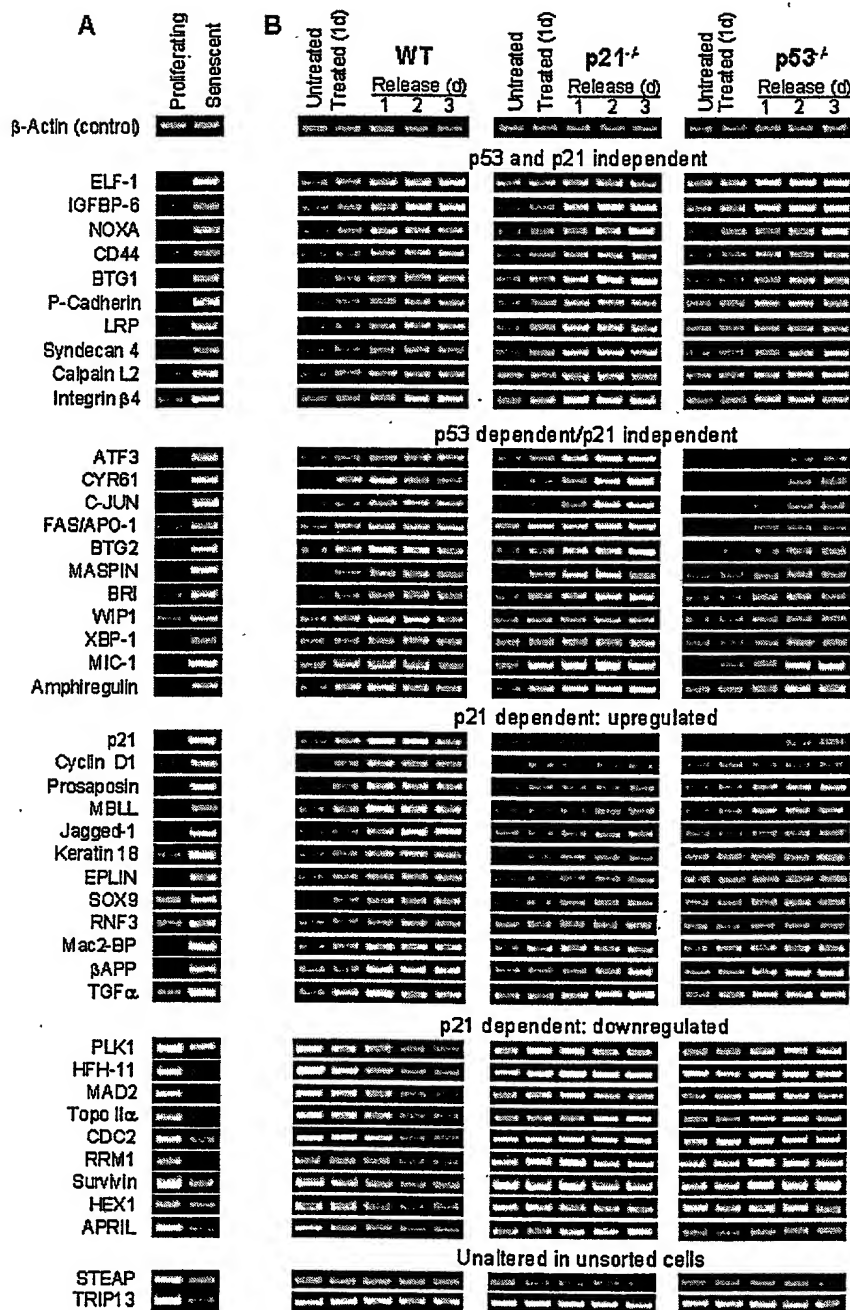 A
B
Proliferating
Senescent
Untreated
Treated (1d)
WT
Release (d)
1 2 3
Untreated
Treated (1d)
p21-/-
Release (d)
1 2 3
Untreated
Treated (1d)
p53-/-
Release (d)
1 2 3
β-Actin (control)
p53 and p21 independent
ELF-1
IGFBP-6
NOXA
CD44
BTG1
P-Cadherin
LRP
Syndecan 4
Calpain L2
Integrin β4
p53 dependent/p21 independent
ATF3
CYR61
C-JUN
FAS/APO-1
BTG2
MASPIN
BRI
WIP1
XBP-1
MIC-1
Amphiregulin
p21 dependent: upregulated
p21
Cyclin D1
Prosaposin
MBLL
Jagged-1
Keratin 18
EPLIN
SOX9
RNF3
Mac2-BP
βAPP
TGFα
p21 dependent: downregulated
PLK1
HFH-11
MAD2
Topo IIα
CDC2
RRM1
Survivin
HEX1
APRIL
Unaltered in unsorted cells
STEAP
TRIP13